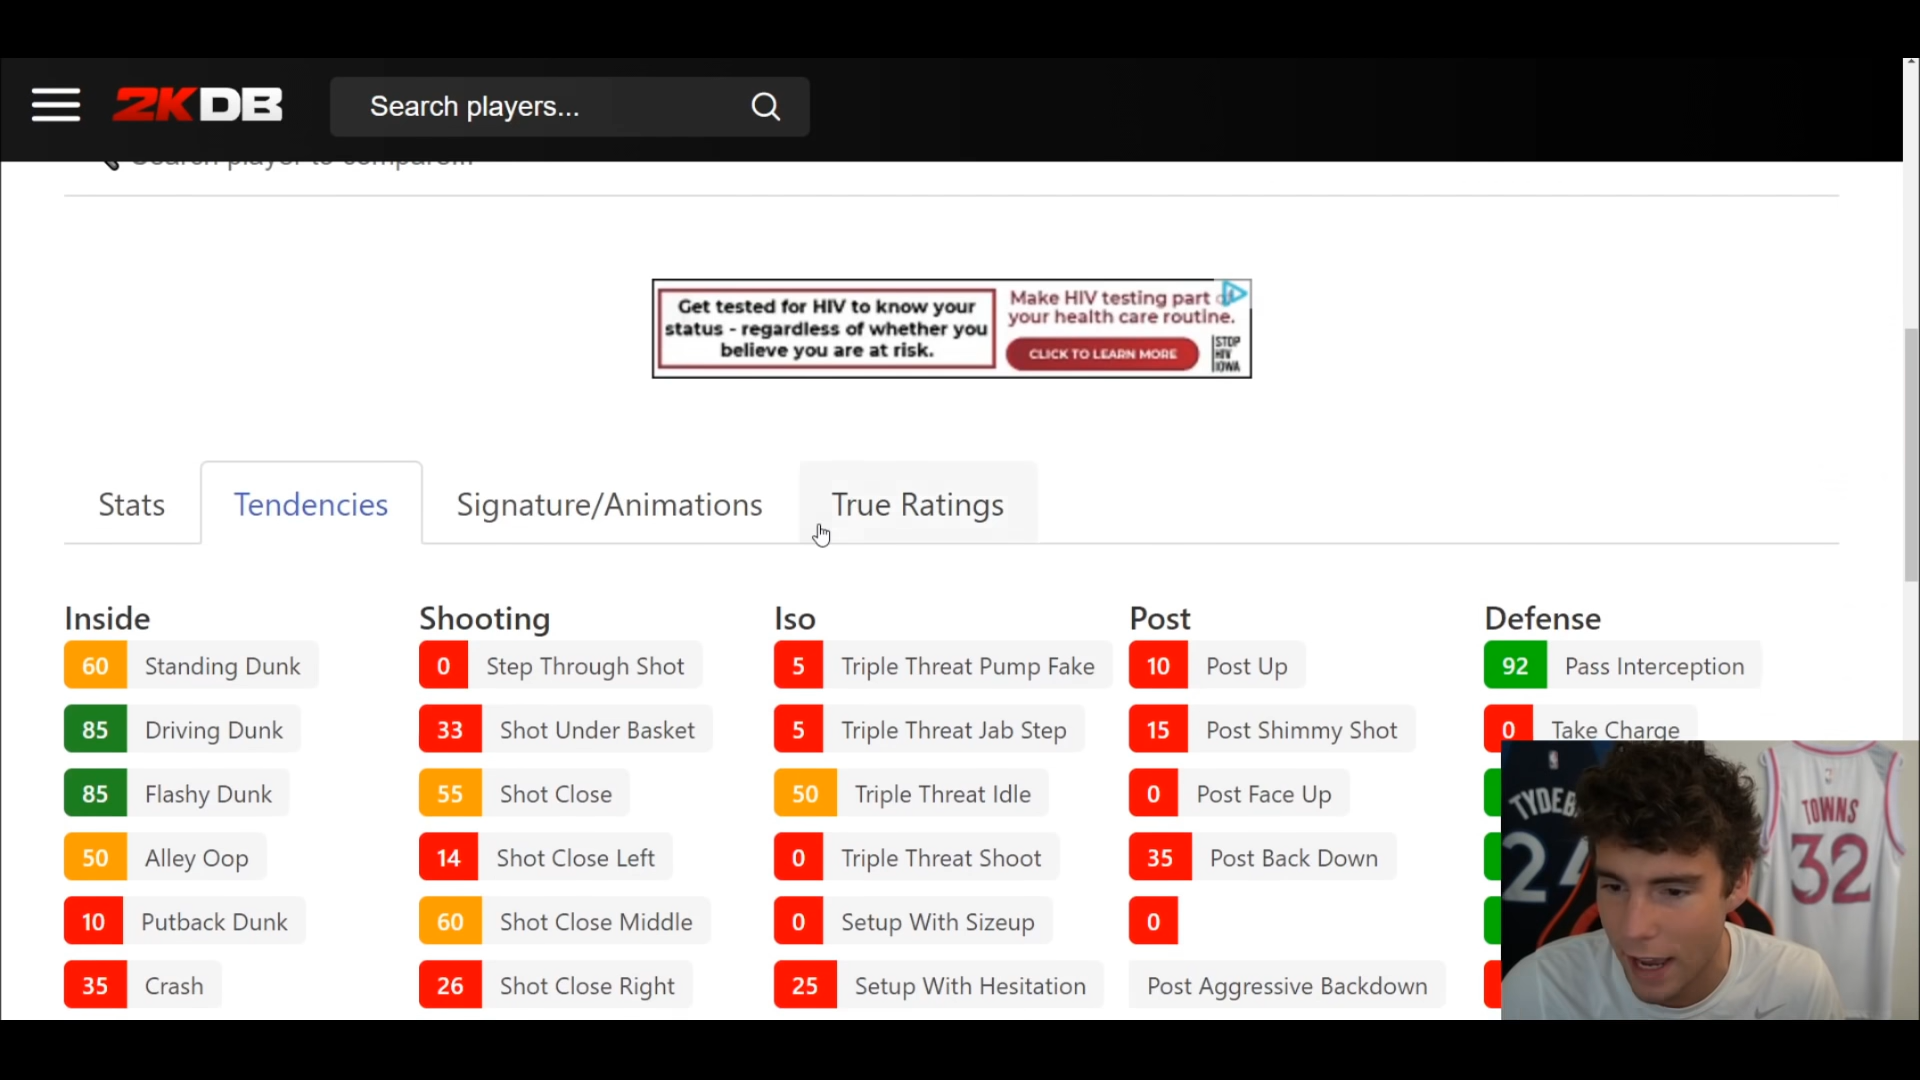 2KDB
Search players...
Search player to compare...
Get tested for HIV to know your
status - regardless of whether you
believe you are at risk.
Make HIV testing part of
your health care routine.
CLICK TO LEARN MORE
STOP
HIV
IOWA
Stats
Tendencies
Signature/Animations
True Ratings
Inside
60 Standing Dunk
85 Driving Dunk
85 Flashy Dunk
50 Alley Oop
10 Putback Dunk
35 Crash
Shooting
0 Step Through Shot
33 Shot Under Basket
55 Shot Close
14 Shot Close Left
60 Shot Close Middle
26 Shot Close Right
Iso
5 Triple Threat Pump Fake
5 Triple Threat Jab Step
50 Triple Threat Idle
0 Triple Threat Shoot
0 Setup With Sizeup
25 Setup With Hesitation
Post
10 Post Up
15 Post Shimmy Shot
0 Post Face Up
35 Post Back Down
0
Post Aggressive Backdown
Defense
92 Pass Interception
0 Take Charge
TOWNS
32